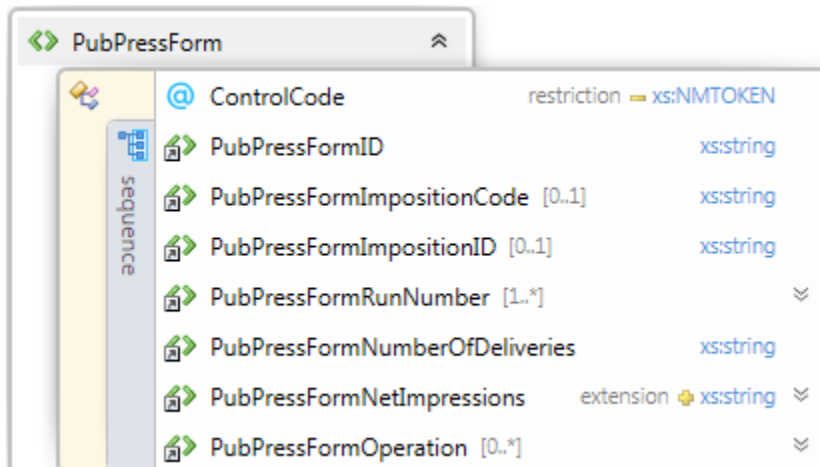 PubPressForm
ControlCode restriction xs:NMTOKEN
sequence
PubPressFormID xs:string
PubPressFormImpositionCode [0..1] xs:string
PubPressFormImpositionID [0..1] xs:string
PubPressFormRunNumber [1..*]
PubPressFormNumberOfDeliveries xs:string
PubPressFormNetImpressions extension xs:string
PubPressFormOperation [0..*]